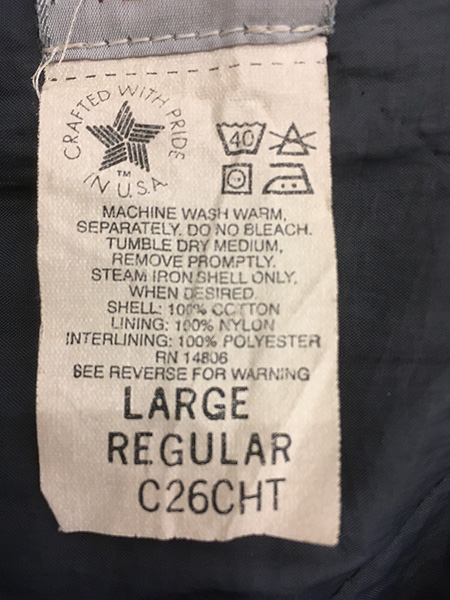 CRAFTED WITH PRIDE
TM
IN U.S.A.
40
MACHINE WASH WARM,
SEPARATELY. DO NO BLEACH.
TUMBLE DRY MEDIUM,
REMOVE PROMPTLY.
STEAM IRON SHELL ONLY,
WHEN DESIRED.
SHELL: 100% COTTON
LINING: 100% NYLON
INTERLINING: 100% POLYESTER
RN 14806
SEE REVERSE FOR WARNING
LARGE
REGULAR
C26CHT